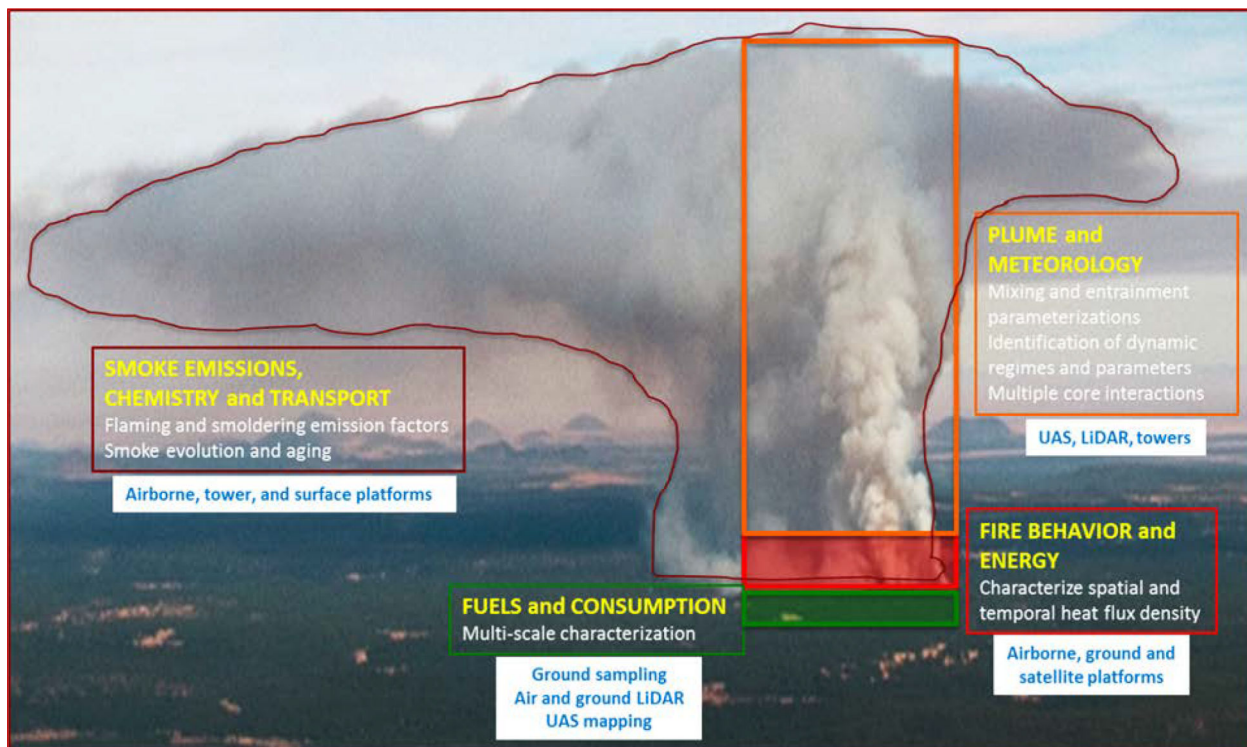 SMOKE EMISSIONS,
CHEMISTRY and TRANSPORT
Flaming and smoldering emission factors
Smoke evolution and aging
Airborne, tower, and surface platforms
PLUME and
METEOROLOGY
Mixing and entrainment
parameterizations
Identification of dynamic
regimes and parameters
Multiple core interactions
UAS, LiDAR, towers
FUELS and CONSUMPTION
Multi-scale characterization
Ground sampling
Air and ground LiDAR
UAS mapping
FIRE BEHAVIOR and
ENERGY
Characterize spatial and
temporal heat flux density
Airborne, ground and
satellite platforms